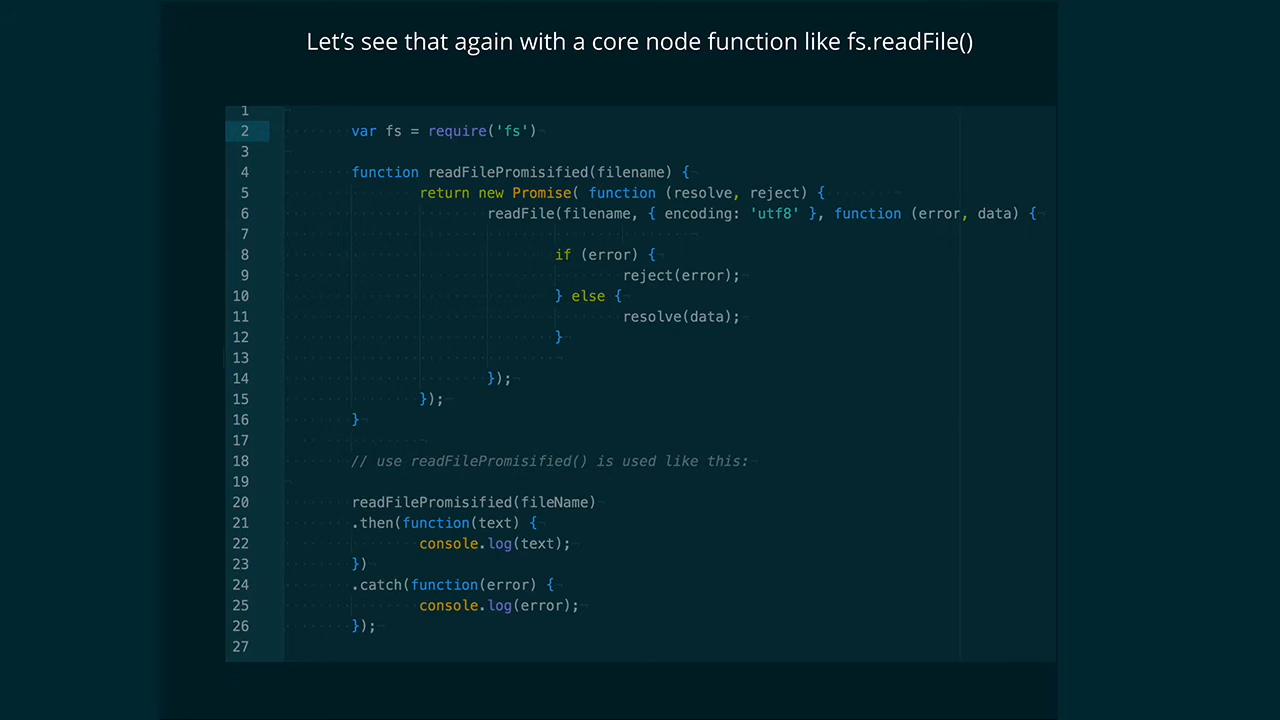 Let’s see that again with a core node function like fs.readFile()
1
2 var fs = require('fs')
3
4 function readFilePromisified(filename) {
5 return new Promise( function (resolve, reject) {
6 readFile(filename, { encoding: 'utf8' }, function (error, data) {
7
8 if (error) {
9 reject(error);
10 } else {
11 resolve(data);
12 }
13
14 });
15 });
16 }
17
18 // use readFilePromisified() is used like this:
19
20 readFilePromisified(fileName)
21 .then(function(text) {
22 console.log(text);
23 })
24 .catch(function(error) {
25 console.log(error);
26 });
27